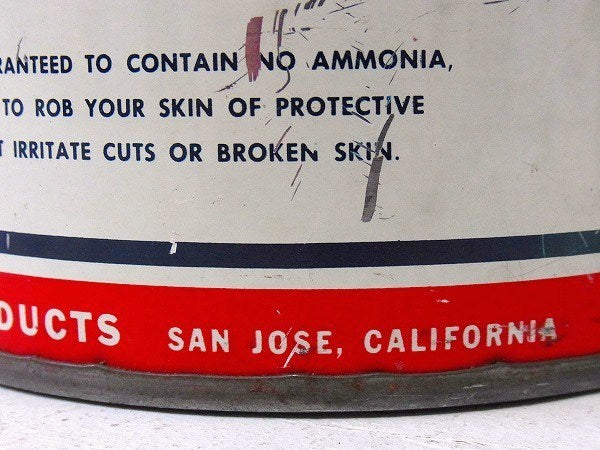 RANTEED TO CONTAIN NO AMMONIA,
TO ROB YOUR SKIN OF PROTECTIVE
T IRRITATE CUTS OR BROKEN SKIN.
DUCTS SAN JOSE, CALIFORNIA